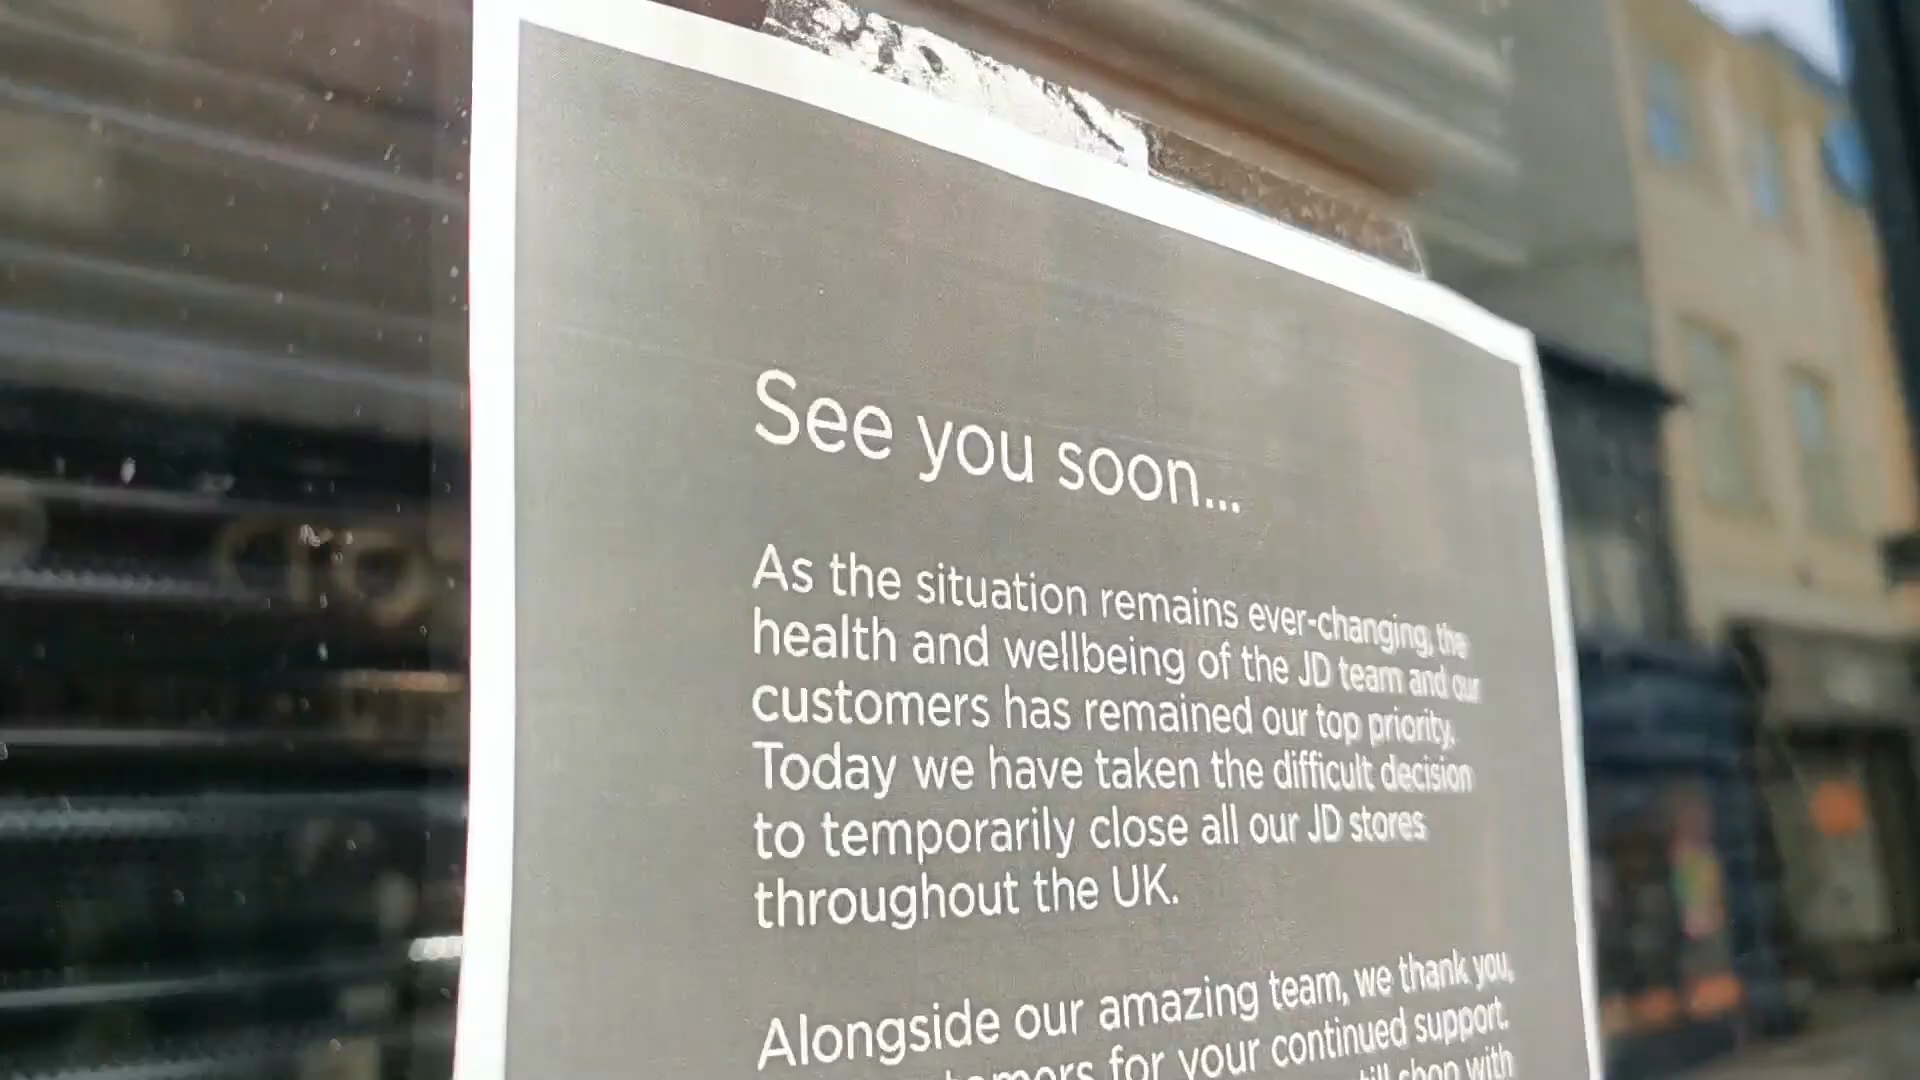 See you soon...
As the situation remains ever-changing, the
health and wellbeing of the JD team and our
customers has remained our top priority.
Today we have taken the difficult decision
to temporarily close all our JD stores
throughout the UK.
Alongside our amazing team, we thank you,
for your continued support.
shop with